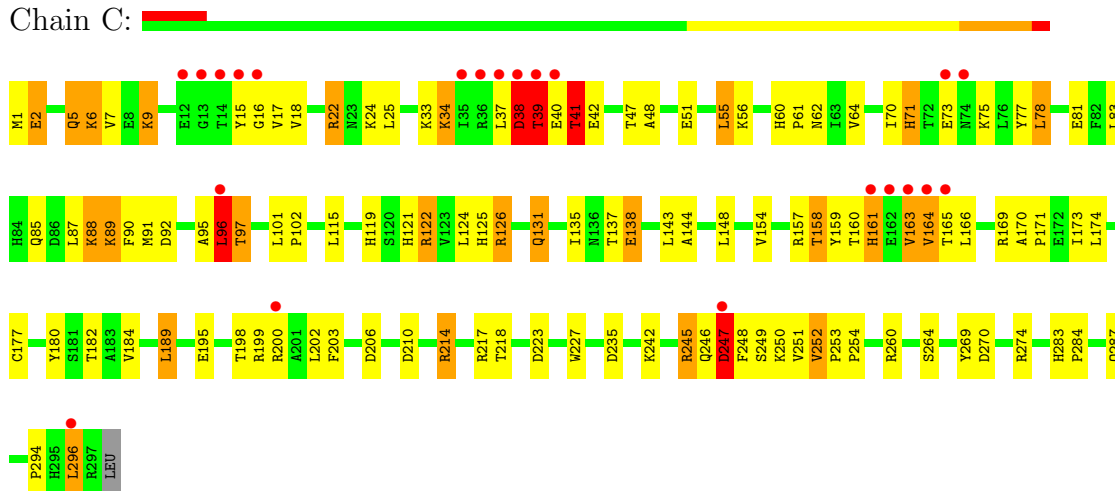 Chain C:
M1 E2 Q5 K6 V7 E8 K9 E12 G13 T14 Y15 G16 V17 V18 R22 N23 K24 L25 K33 K34 I35 R36 L37 D38 T39 E40 T41 E42 T47 A48 E51 L55 K56 H60 P61 N62 I63 V64 I70 H71 T72 E73 N74 K75 L76 Y77 L78 E81 F82 L83
H84 Q85 D86 L87 K88 K89 F90 M91 D92 A95 L96 T97 L101 P102 L115 H119 S120 H121 R122 V123 L124 H125 R126 Q131 I135 N136 T137 E138 L143 A144 L148 V154 R157 T158 Y159 T160 H161 E162 V163 V164 T165 L166 R169 A170 P171 E172 I173 L174
C177 Y180 S181 T182 A183 V184 L189 E195 T198 R199 R200 A201 L202 F203 D206 D210 R214 R217 T218 D223 W227 D235 K242 R245 Q246 D247 F248 S249 K250 V251 V252 P253 P254 R260 S264 Y269 D270 R274 H283 P284
P294 H295 L296 R297 LEU